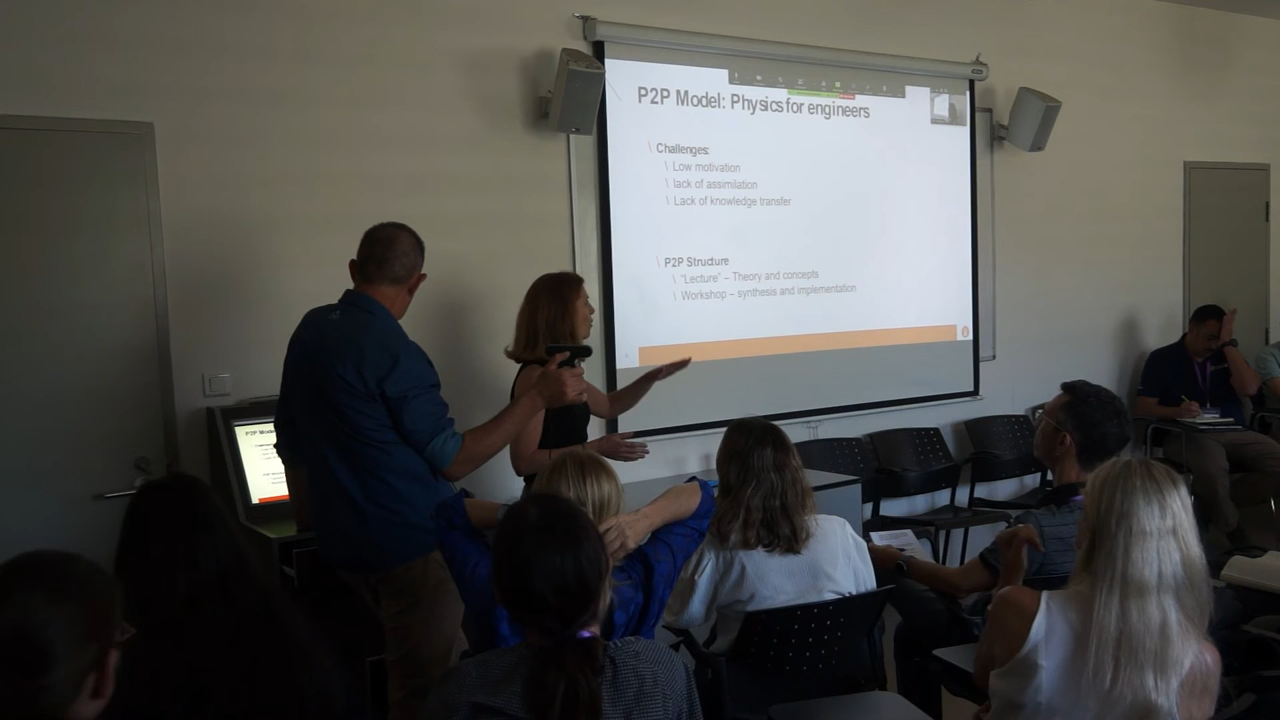 P2P Model: Physics for engineers
\ Challenges:
\ Low motivation
\ lack of assimilation
\ Lack of knowledge transfer
\ P2P Structure
\ "Lecture" – Theory and concepts
\ Workshop – synthesis and implementation